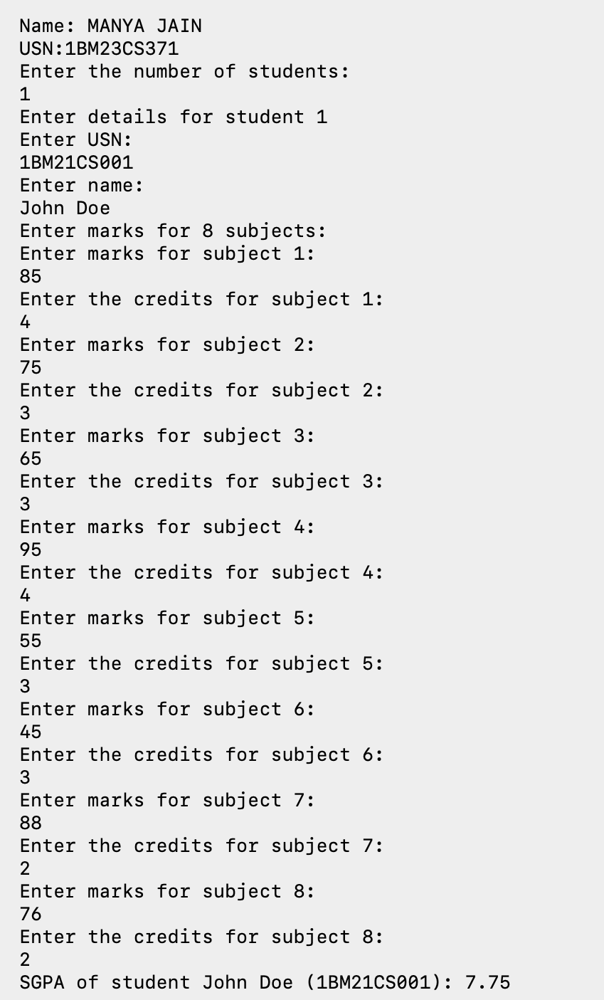 Name: MANYA JAIN
USN:1BM23CS371
Enter the number of students:
1
Enter details for student 1
Enter USN:
1BM21CS001
Enter name:
John Doe
Enter marks for 8 subjects:
Enter marks for subject 1:
85
Enter the credits for subject 1:
4
Enter marks for subject 2:
75
Enter the credits for subject 2:
3
Enter marks for subject 3:
65
Enter the credits for subject 3:
3
Enter marks for subject 4:
95
Enter the credits for subject 4:
4
Enter marks for subject 5:
55
Enter the credits for subject 5:
3
Enter marks for subject 6:
45
Enter the credits for subject 6:
3
Enter marks for subject 7:
88
Enter the credits for subject 7:
2
Enter marks for subject 8:
76
Enter the credits for subject 8:
2
SGPA of student John Doe (1BM21CS001): 7.75